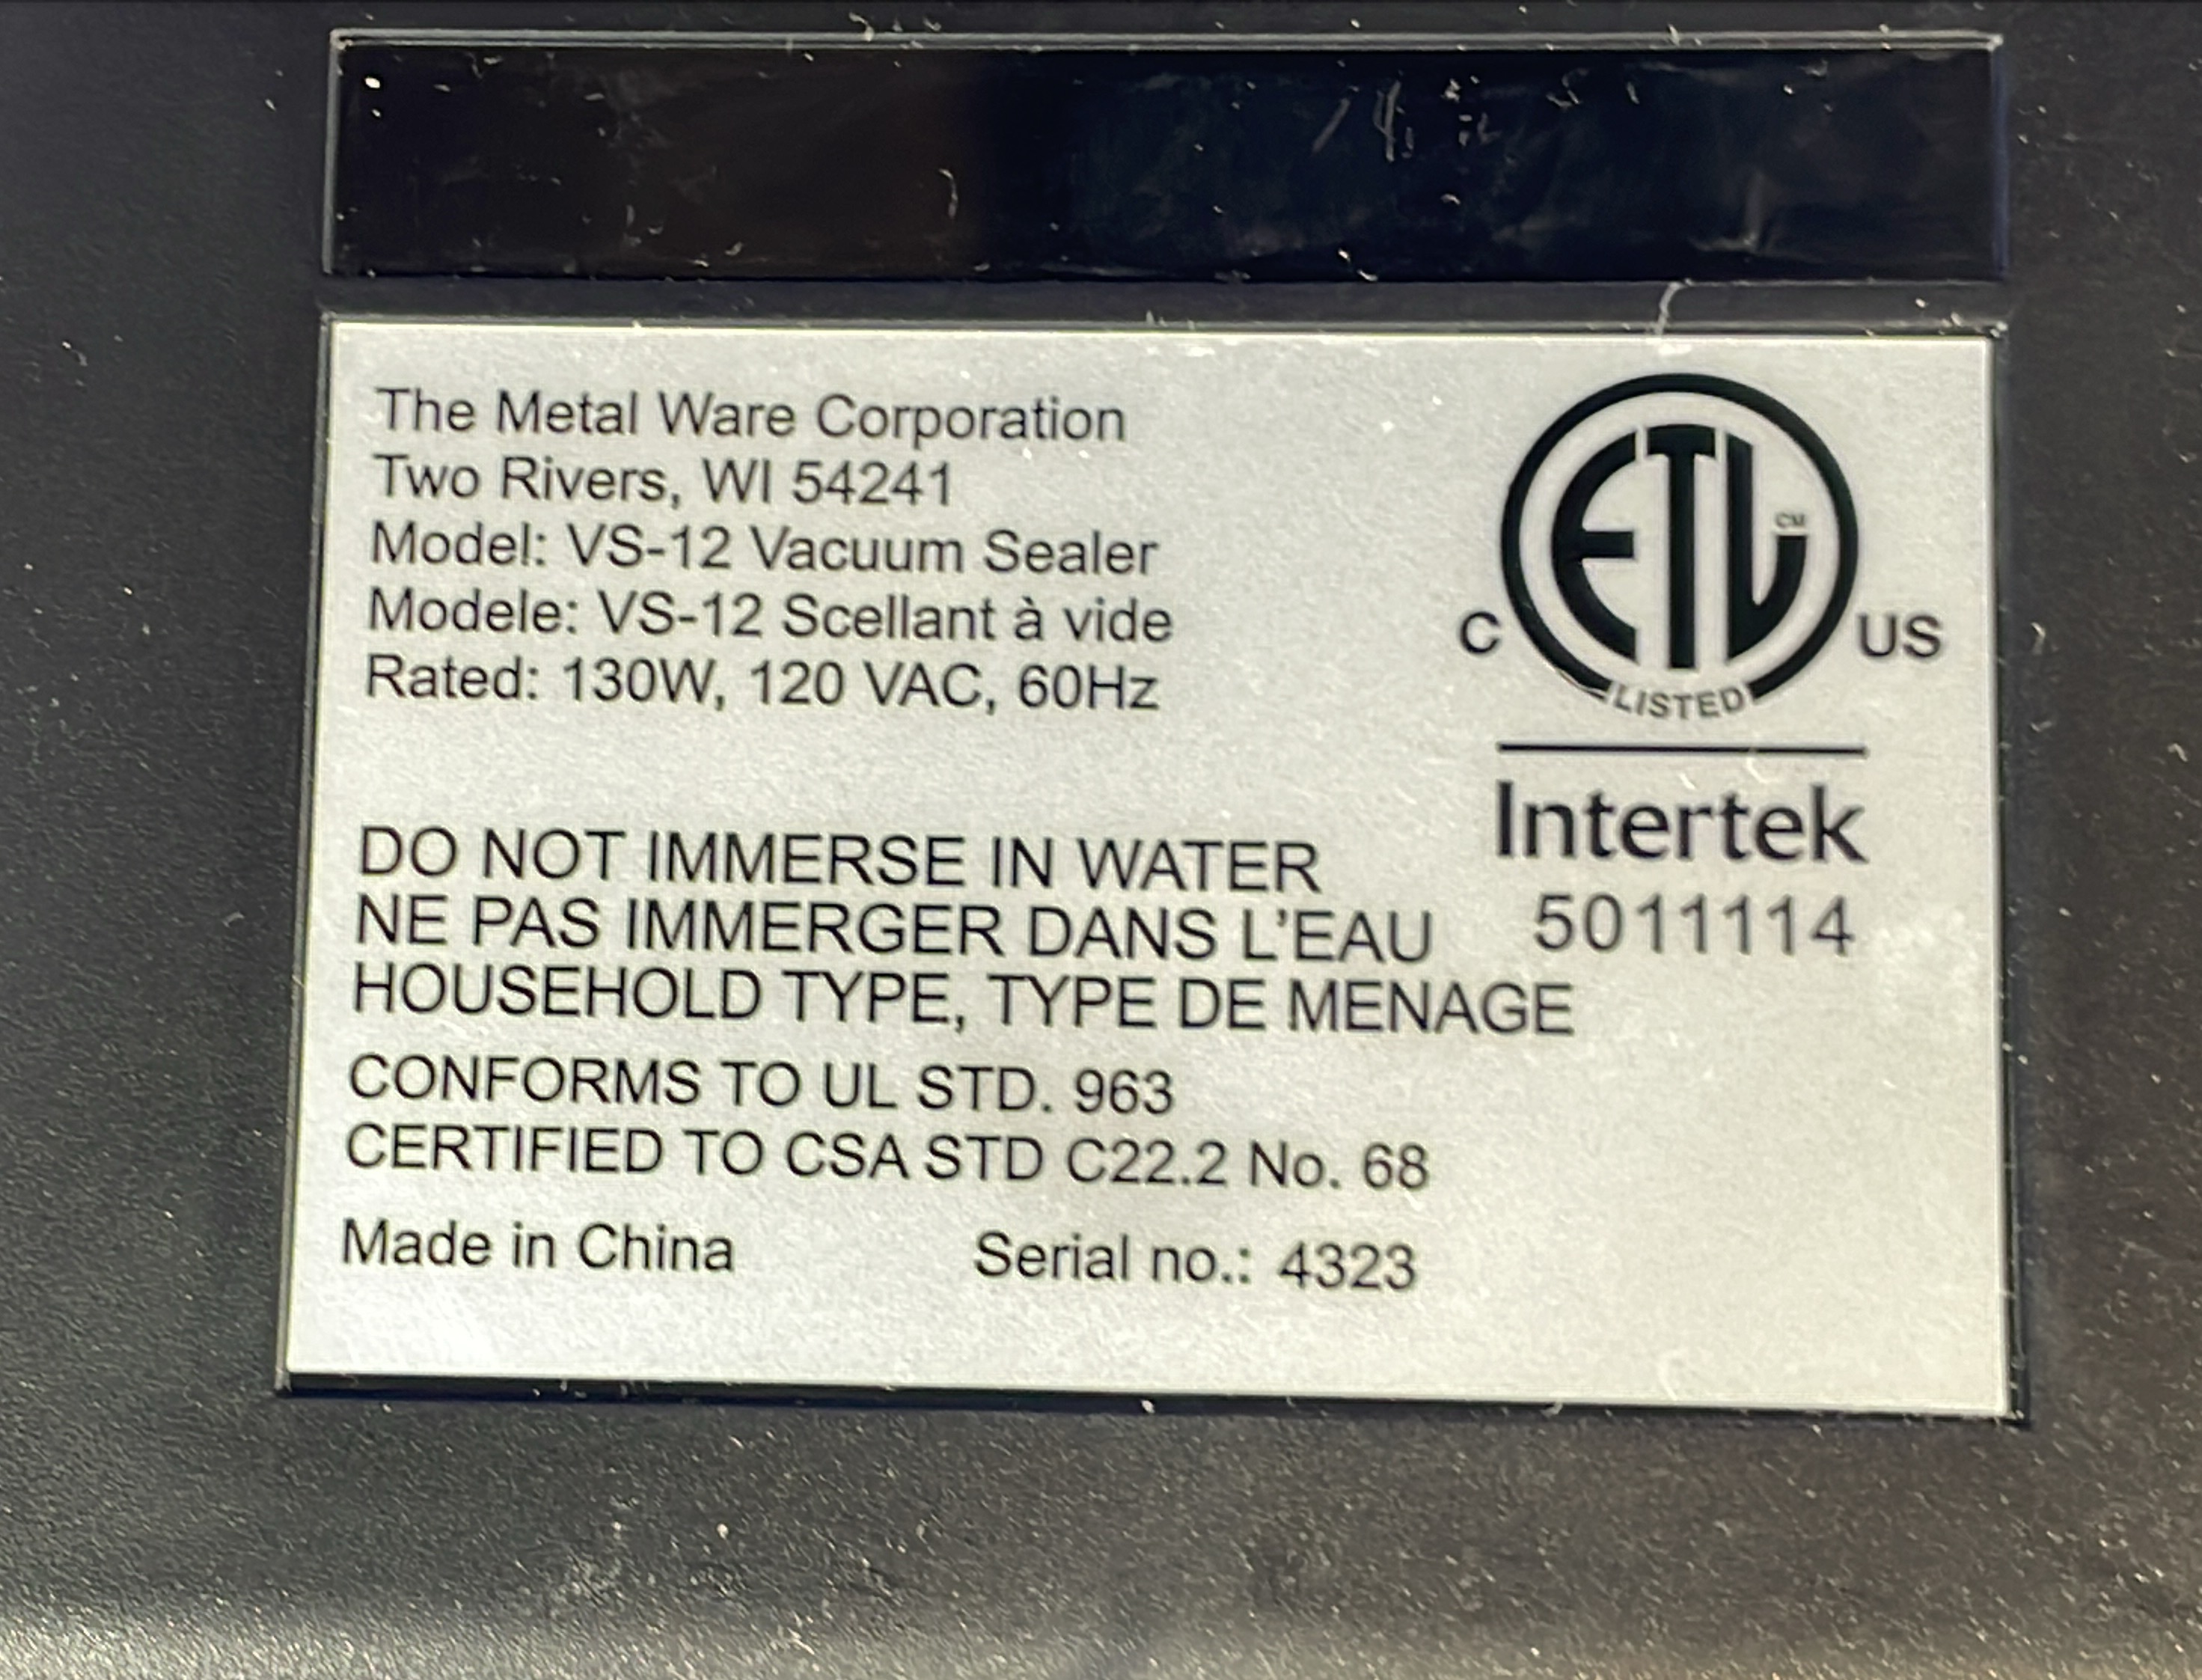 The Metal Ware Corporation
Two Rivers, WI 54241
Model: VS-12 Vacuum Sealer
Modele: VS-12 Scellant à vide
Rated: 130W, 120 VAC, 60Hz
ETL CM
C US
LISTED
Intertek
5011114
DO NOT IMMERSE IN WATER
NE PAS IMMERGER DANS L'EAU
HOUSEHOLD TYPE, TYPE DE MENAGE
CONFORMS TO UL STD. 963
CERTIFIED TO CSA STD C22.2 No. 68
Made in China Serial no.: 4323